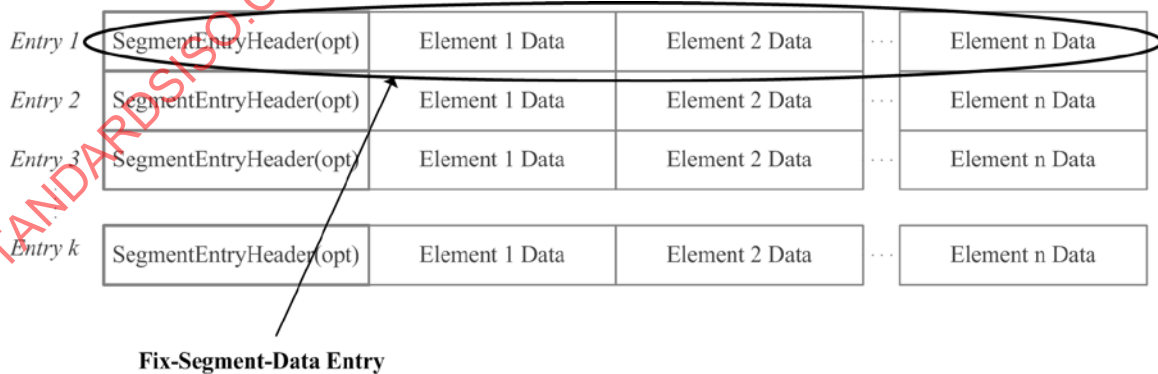 Entry 1 SegmentEntryHeader(opt) Element 1 Data Element 2 Data ... Element n Data
Entry 2 SegmentEntryHeader(opt) Element 1 Data Element 2 Data ... Element n Data
Entry 3 SegmentEntryHeader(opt) Element 1 Data Element 2 Data ... Element n Data
Entry k SegmentEntryHeader(opt) Element 1 Data Element 2 Data ... Element n Data
Fix-Segment-Data Entry
TANDARDSISO.C